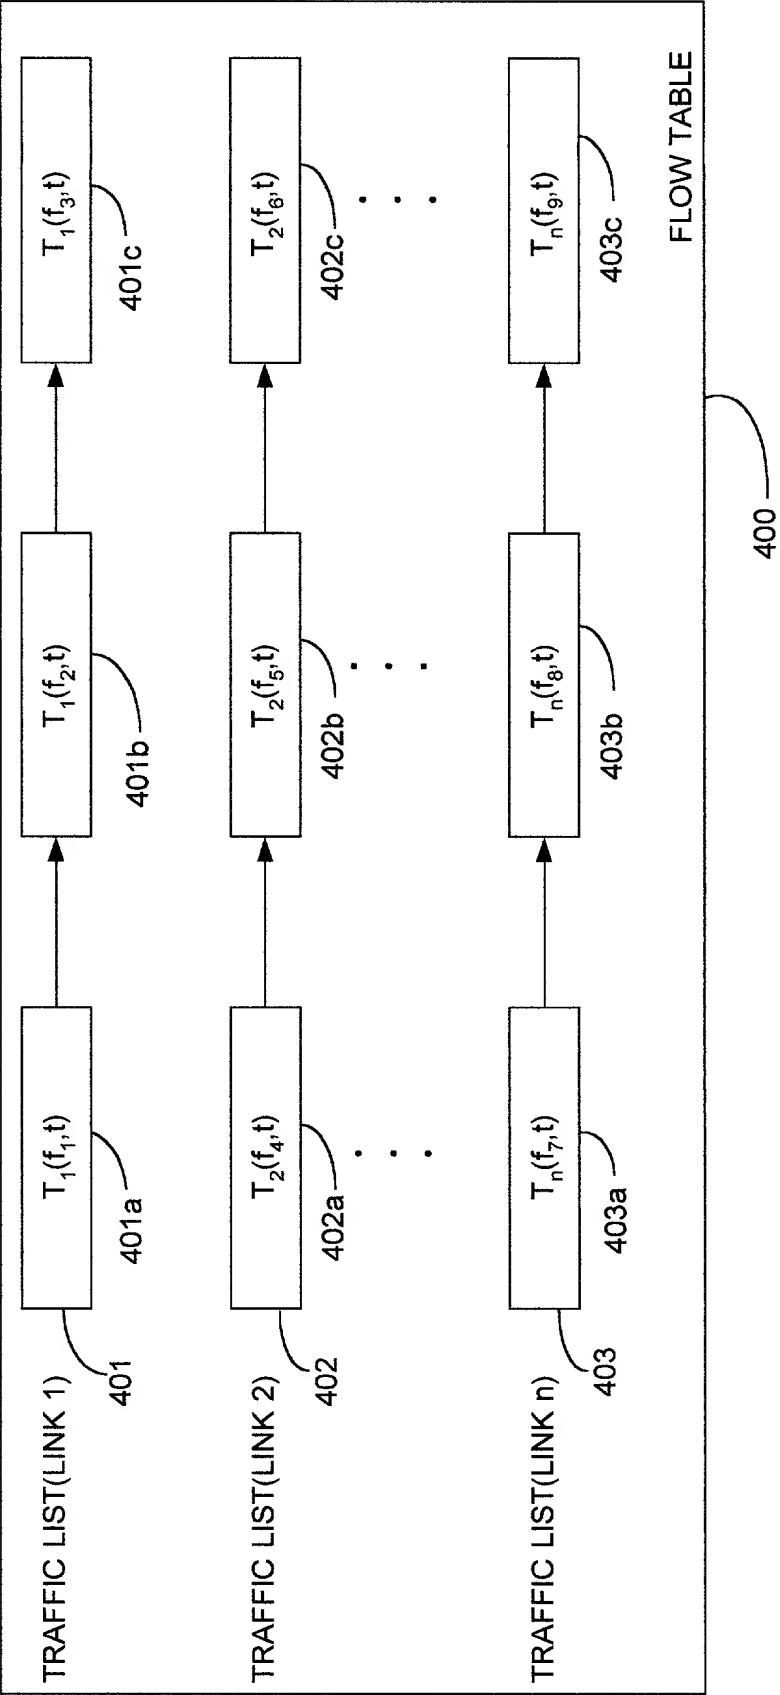 TRAFFIC LIST(LINK 1)
401
T₁(f₁,t)
401a
T₁(f₂,t)
401b
T₁(f₃,t)
401c
TRAFFIC LIST(LINK 2)
402
T₂(f₄,t)
402a
T₂(f₅,t)
402b
T₂(f₆,t)
402c
. . .
. . .
. . .
TRAFFIC LIST(LINK n)
403
Tₙ(f₇,t)
403a
Tₙ(f₈,t)
403b
Tₙ(f₉,t)
403c
FLOW TABLE
400